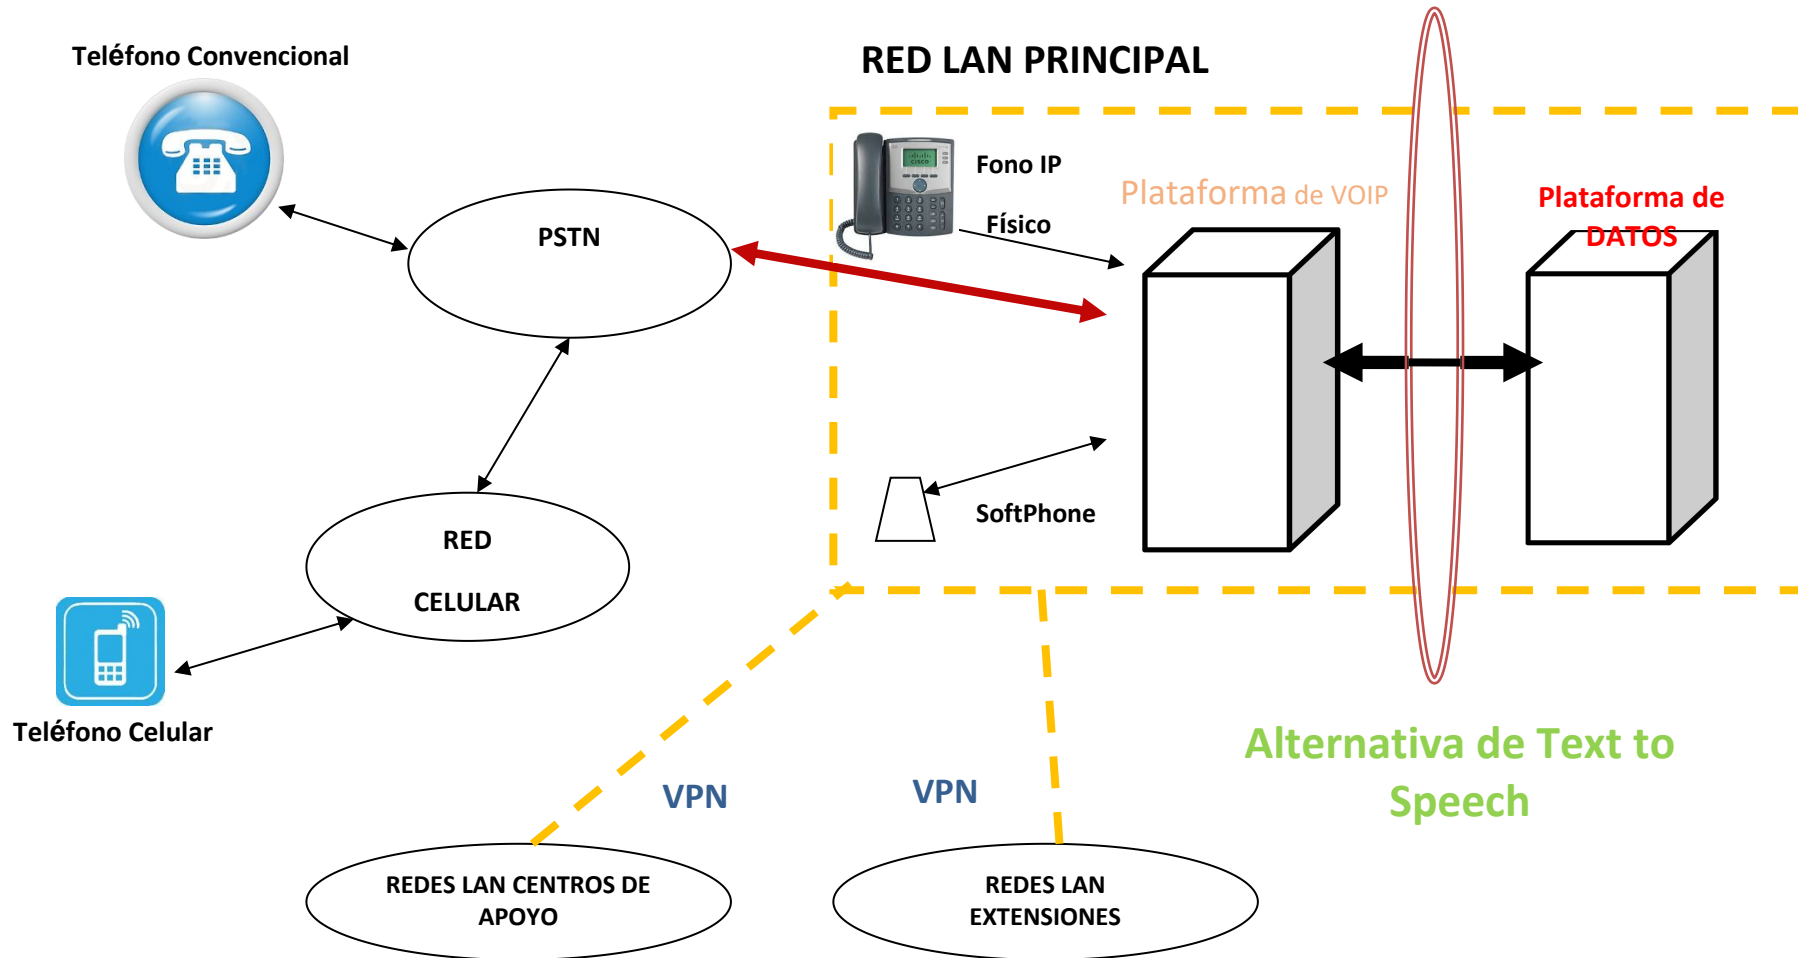 Teléfono Convencional
RED LAN PRINCIPAL
CISCO
Fono IP
Físico
Plataforma de VOIP
Plataforma de
DATOS
PSTN
SoftPhone
RED
CELULAR
Teléfono Celular
Alternativa de Text to
Speech
VPN
VPN
REDES LAN CENTROS DE
APOYO
REDES LAN
EXTENSIONES